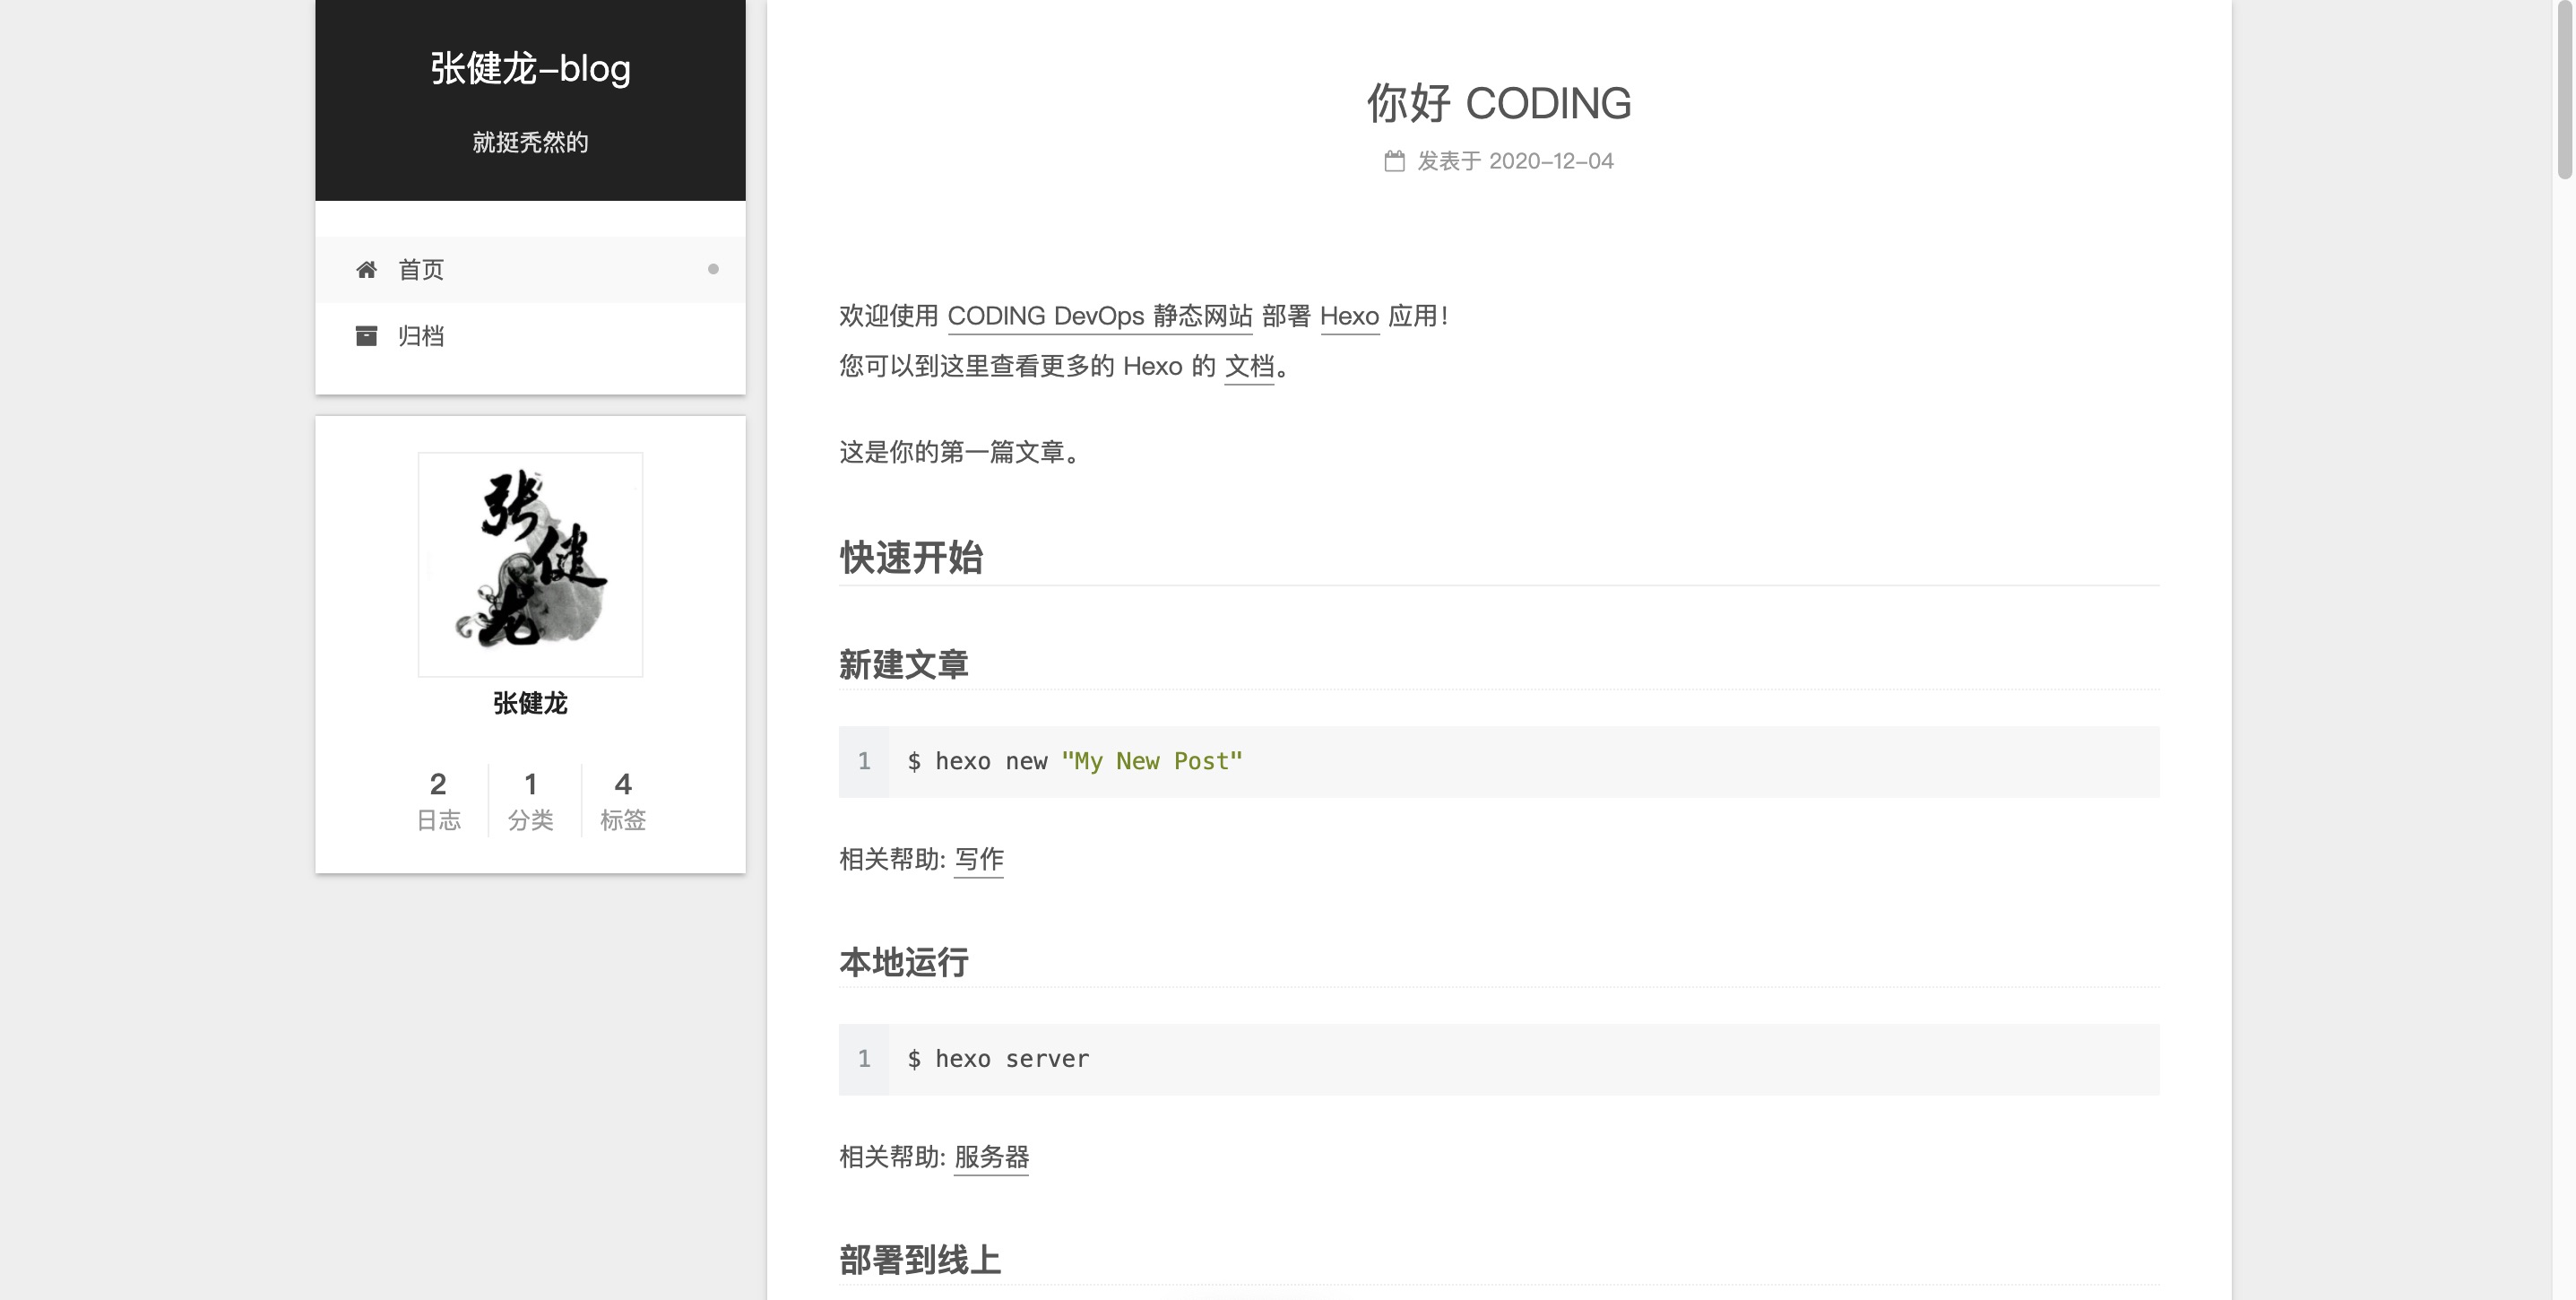 张健龙-blog
就挺秃然的
首页
归档
张健龙
张健龙
2 1 4
日志 分类 标签
你好 CODING
发表于 2020-12-04
欢迎使用 CODING DevOps 静态网站 部署 Hexo 应用！
您可以到这里查看更多的 Hexo 的 文档。
这是你的第一篇文章。
快速开始
新建文章
1 $ hexo new "My New Post"
相关帮助: 写作
本地运行
1 $ hexo server
相关帮助: 服务器
部署到线上